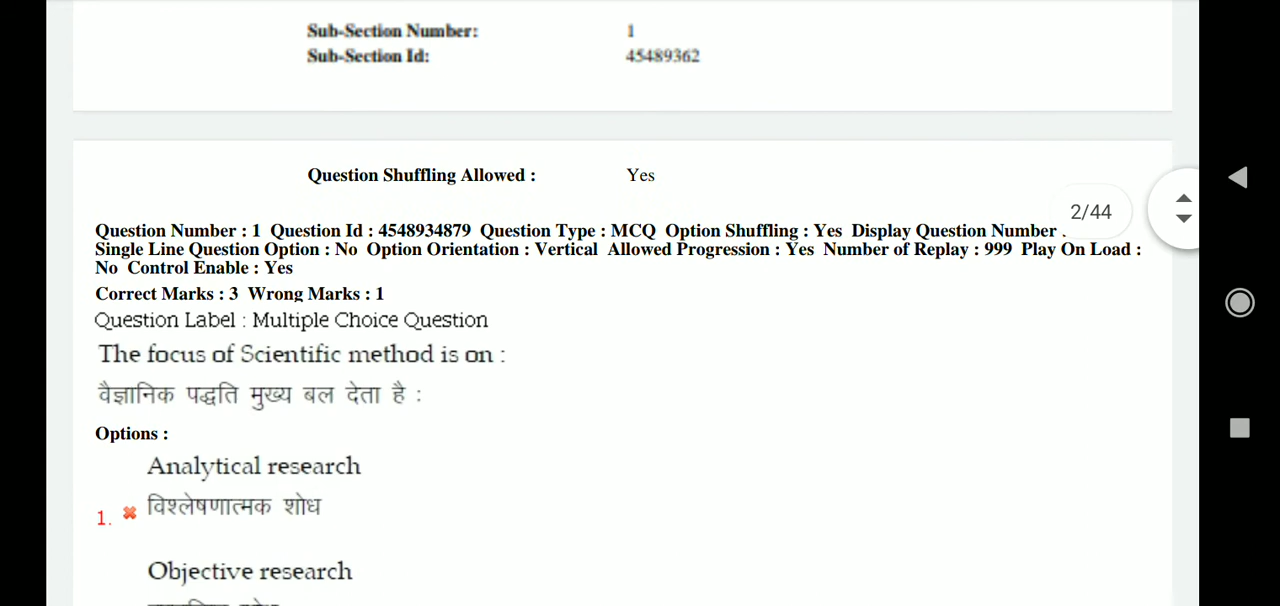 Sub-Section Number: 1
Sub-Section Id: 45489362
Question Shuffling Allowed : Yes
2/44
Question Number : 1 Question Id : 4548934879 Question Type : MCQ Option Shuffling : Yes Display Question Number
Single Line Question Option : No Option Orientation : Vertical Allowed Progression : Yes Number of Replay : 999 Play On Load :
No Control Enable : Yes
Correct Marks : 3 Wrong Marks : 1
Question Label : Multiple Choice Question
The focus of Scientific method is on :
वैज्ञानिक पद्धति मुख्य बल देता है :
Options :
Analytical research
1. विश्लेषणात्मक शोध
Objective research